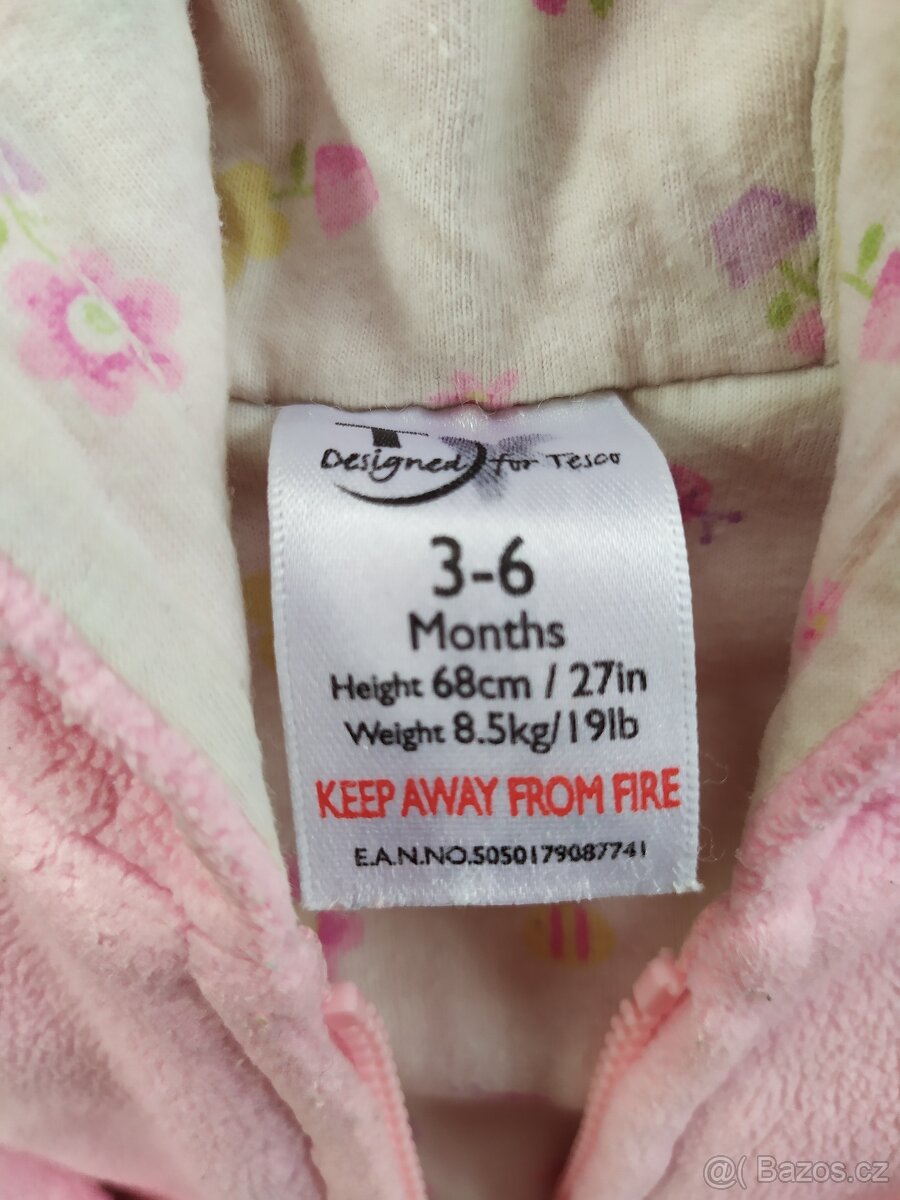 Designed for Tesco
3-6
Months
Height 68cm / 27in
Weight 8.5kg/19lb
KEEP AWAY FROM FIRE
E.A.N.NO.5050179087741
@( Bazos.cz